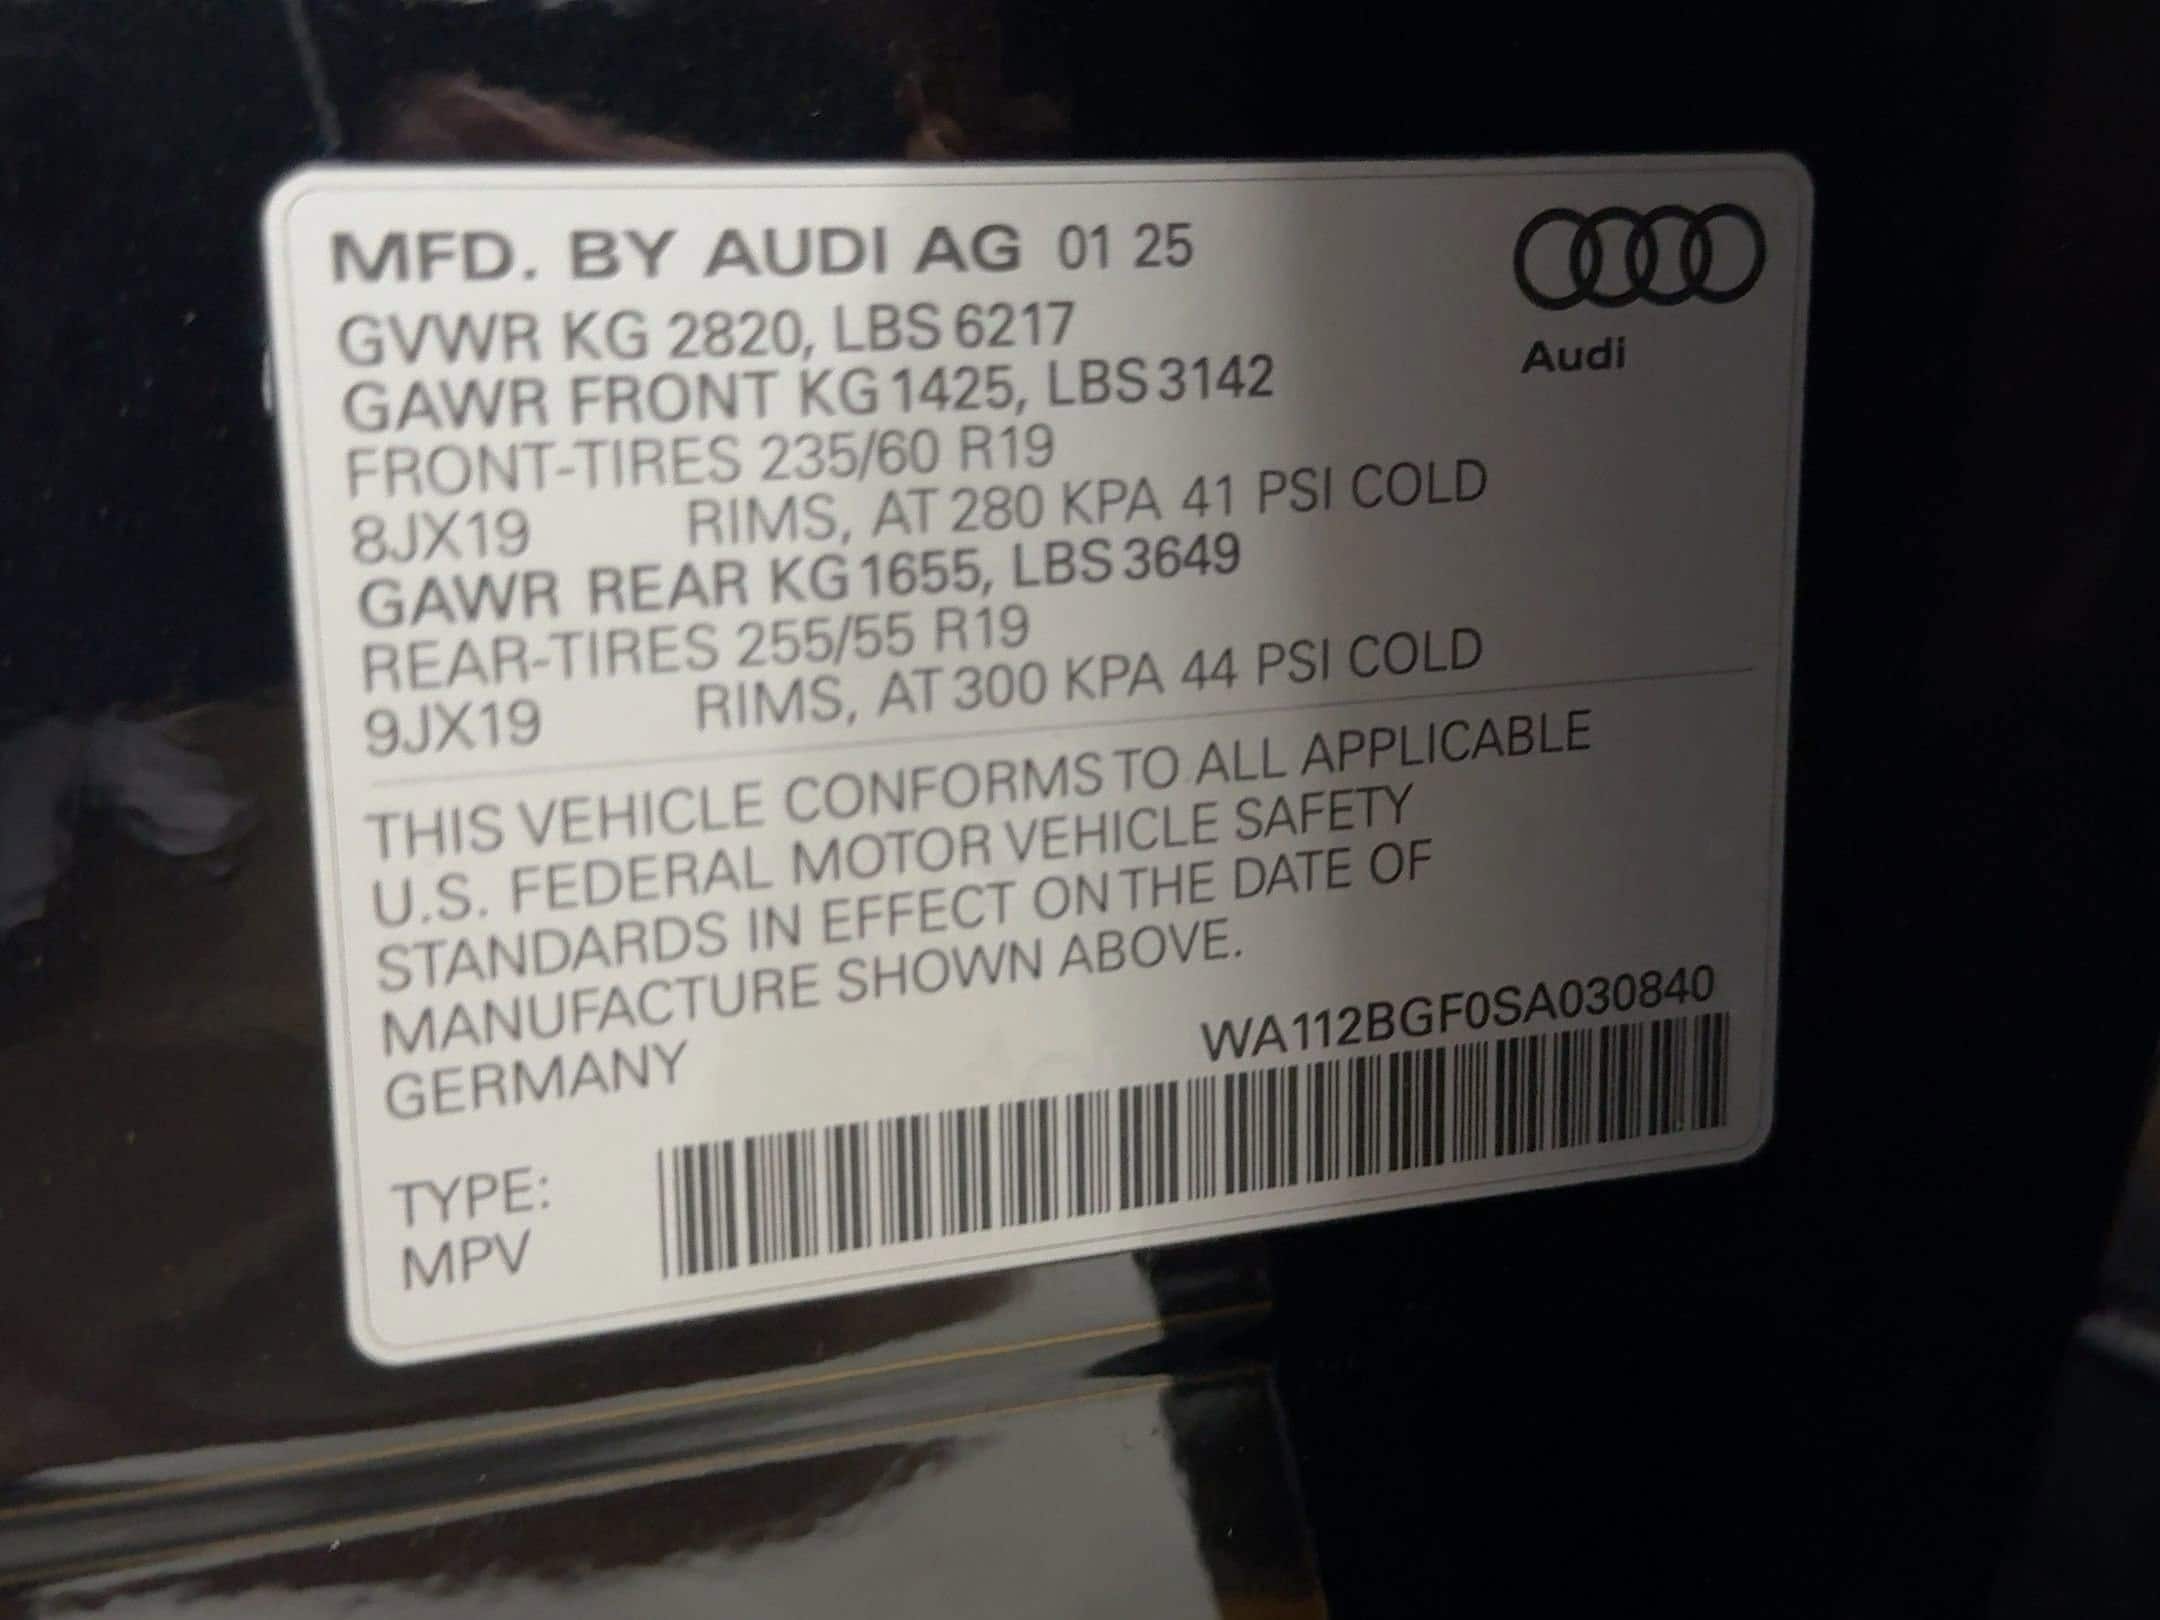 MFD. BY AUDI AG 01 25
GVWR KG 2820, LBS 6217
GAWR FRONT KG 1425, LBS 3142
FRONT-TIRES 235/60 R19
8JX19 RIMS, AT 280 KPA 41 PSI COLD
GAWR REAR KG 1655, LBS 3649
REAR-TIRES 255/55 R19
9JX19 RIMS, AT 300 KPA 44 PSI COLD
Audi
THIS VEHICLE CONFORMS TO ALL APPLICABLE
U.S. FEDERAL MOTOR VEHICLE SAFETY
STANDARDS IN EFFECT ON THE DATE OF
MANUFACTURE SHOWN ABOVE.
GERMANY
WA112BGF0SA030840
TYPE:
MPV